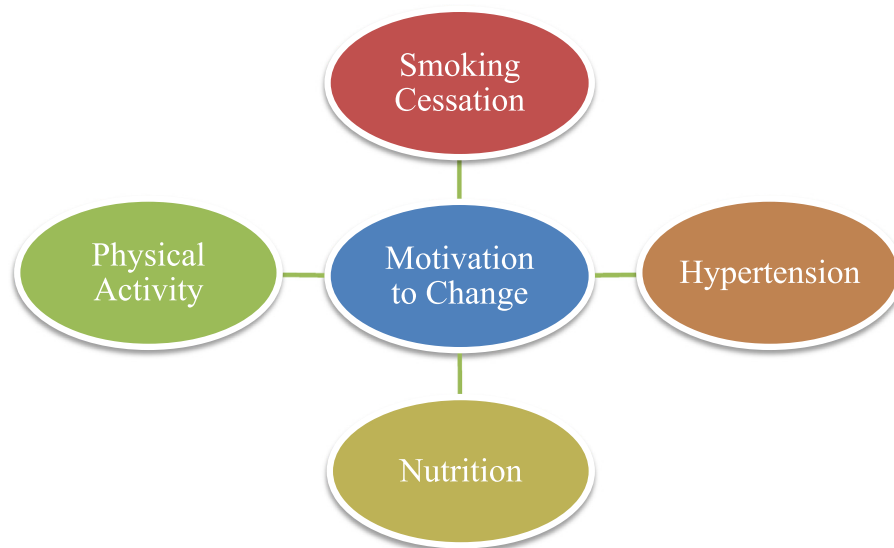 Smoking
Cessation
Physical
Activity
Motivation
to Change
Hypertension
Nutrition